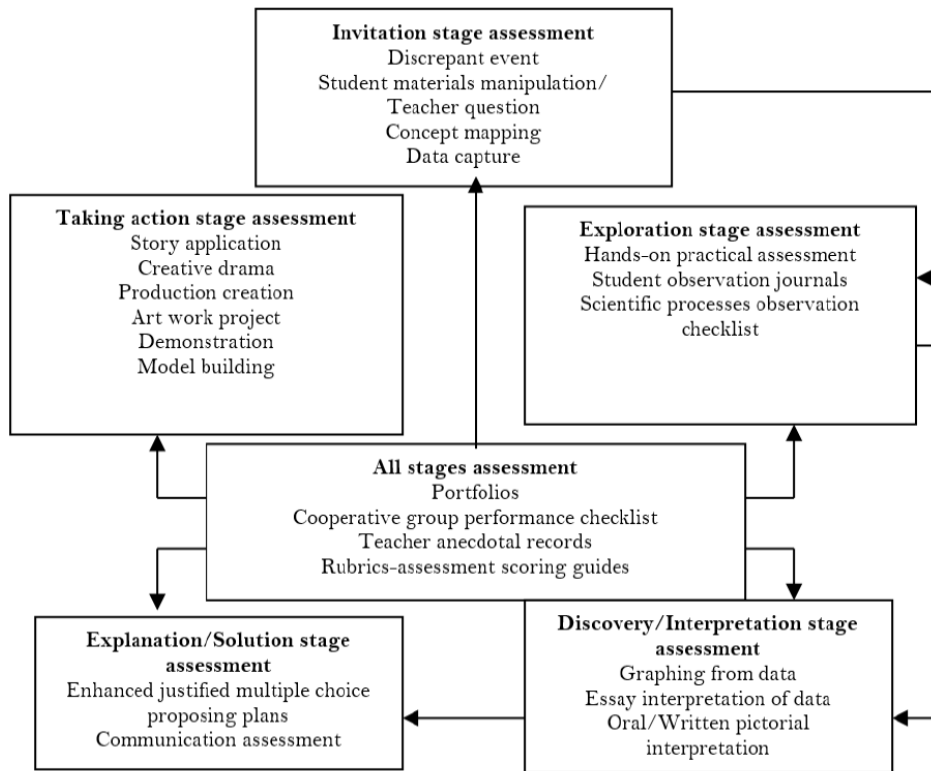 Invitation stage assessment
Discrepant event
Student materials manipulation/
Teacher question
Concept mapping
Data capture
Taking action stage assessment
Story application
Creative drama
Production creation
Art work project
Demonstration
Model building
Exploration stage assessment
Hands-on practical assessment
Student observation journals
Scientific processes observation
checklist
All stages assessment
Portfolios
Cooperative group performance checklist
Teacher anecdotal records
Rubrics-assessment scoring guides
Explanation/Solution stage
assessment
Enhanced justified multiple choice
proposing plans
Communication assessment
Discovery/Interpretation stage
assessment
Graphing from data
Essay interpretation of data
Oral/Written pictorial
interpretation